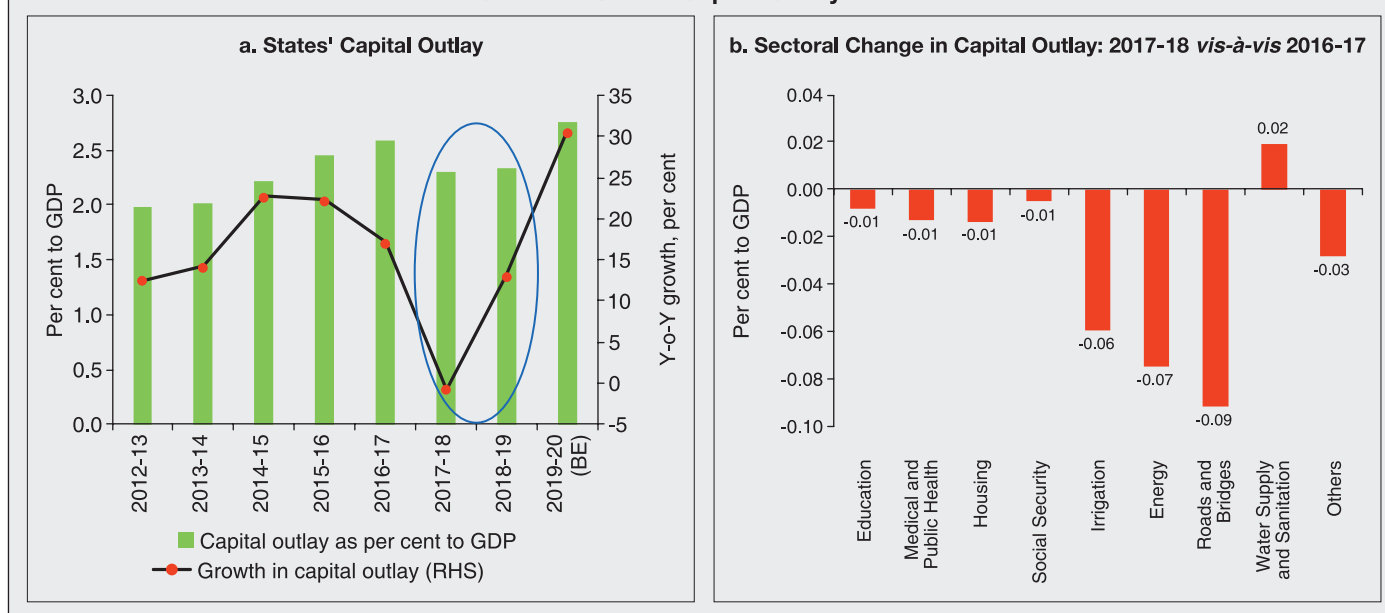 a. States' Capital Outlay
3.0
2.5
2.0
1.5
1.0
0.5
0.0
Per cent to GDP
35
30
25
20
15
10
5
0
-5
Y-o-Y growth, per cent
2012-13
2013-14
2014-15
2015-16
2016-17
2017-18
2018-19
2019-20
(BE)
Capital outlay as per cent to GDP
Growth in capital outlay (RHS)
b. Sectoral Change in Capital Outlay: 2017-18 vis-à-vis 2016-17
0.04
0.02
0.00
-0.02
-0.04
-0.06
-0.08
-0.10
Per cent to GDP
-0.01
-0.01
-0.01
-0.01
-0.06
-0.07
-0.09
0.02
-0.03
Education
Medical and
Public Health
Housing
Social Security
Irrigation
Energy
Roads and
Bridges
Water Supply
and Sanitation
Others